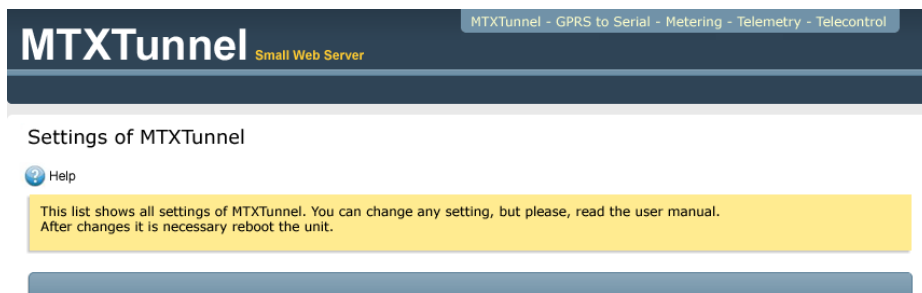 MTXTunnel - GPRS to Serial - Metering - Telemetry - Telecontrol
MTXTunnel Small Web Server
Settings of MTXTunnel
? Help
This list shows all settings of MTXTunnel. You can change any setting, but please, read the user manual.
After changes it is necessary reboot the unit.